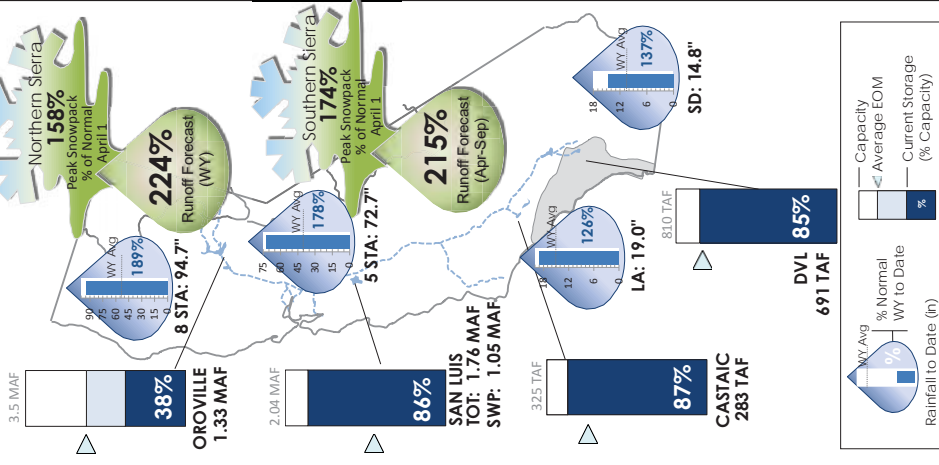 Northern Sierra
158%
Peak Snowpack
% of Normal
April 1
224%
Runoff Forecast
(WY)
Southern Sierra
174%
Peak Snowpack
% of Normal
April 1
215%
Runoff Forecast
(Apr-Sep)
90
75
60
45
30
15
0
WY Avg
189%
8 STA: 94.7"
75
60
45
30
15
0
WY Avg
178%
5 STA: 72.7"
18
12
6
0
WY Avg
126%
LA: 19.0"
18
12
6
0
WY Avg
137%
SD: 14.8"
3.5 MAF
38%
OROVILLE
1.33 MAF
2.04 MAF
86%
SAN LUIS
TOT: 1.76 MAF
SWP: 1.05 MAF
325 TAF
87%
CASTAIC
283 TAF
810 TAF
85%
DVL
691 TAF
WY Avg
%
% Normal
WY to Date
Rainfall to Date (in)
Capacity
Average EOM
%
Current Storage
(% Capacity)